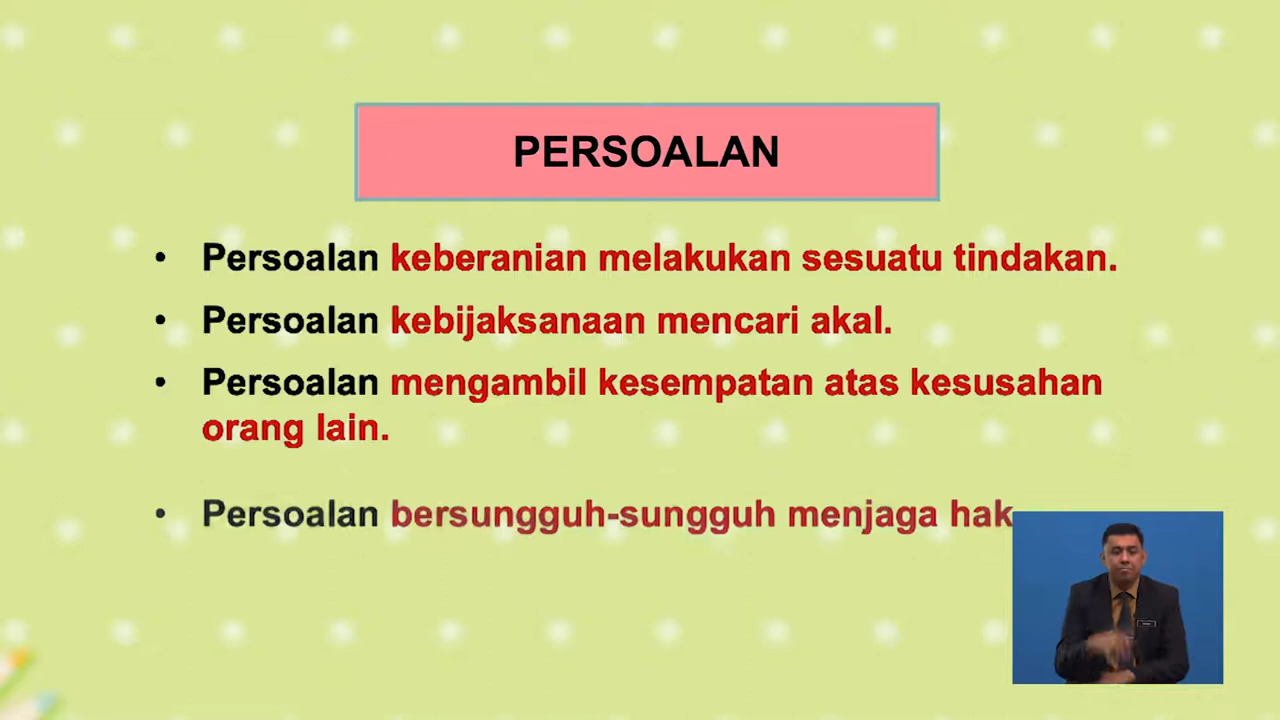 PERSOALAN
• Persoalan keberanian melakukan sesuatu tindakan.
• Persoalan kebijaksanaan mencari akal.
• Persoalan mengambil kesempatan atas kesusahan
orang lain.
• Persoalan bersungguh-sungguh menjaga hak